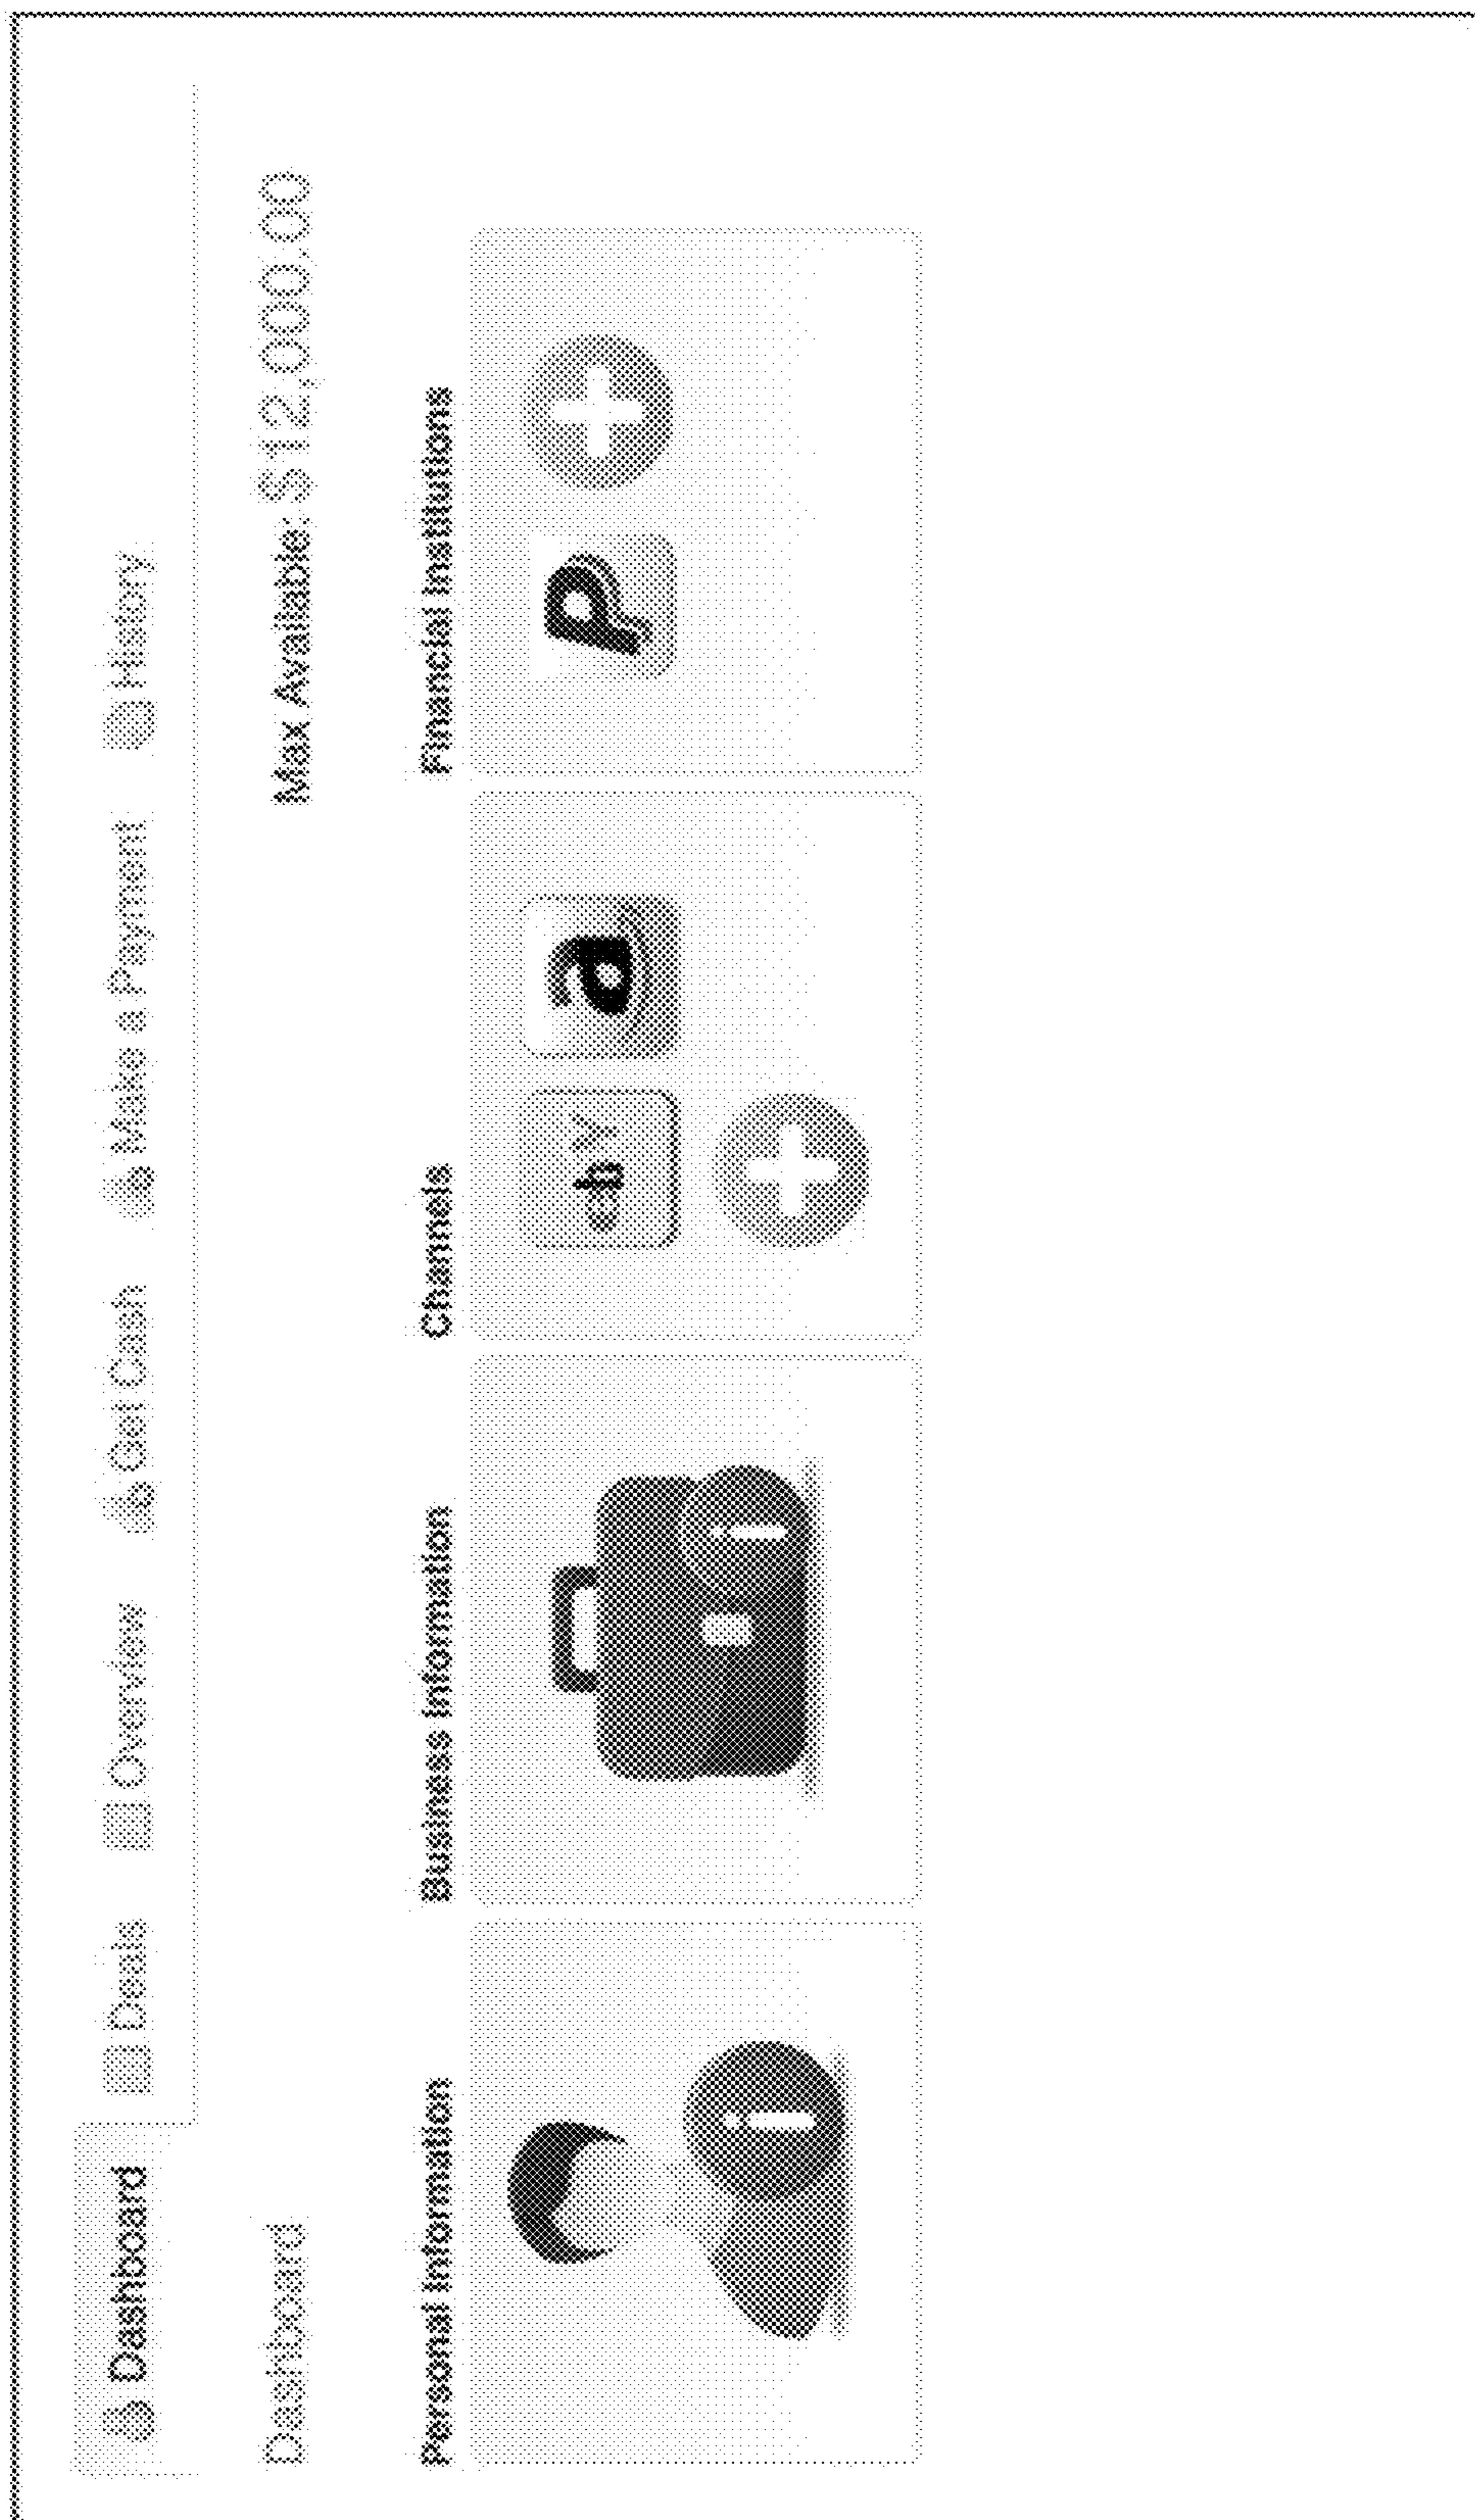 Dashboard Deals Overview Get Cash Make a Payment History
Dashboard Max Available: $12,000.00
Personal Information Business Information Channels Financial Institutions
i i ebY a P